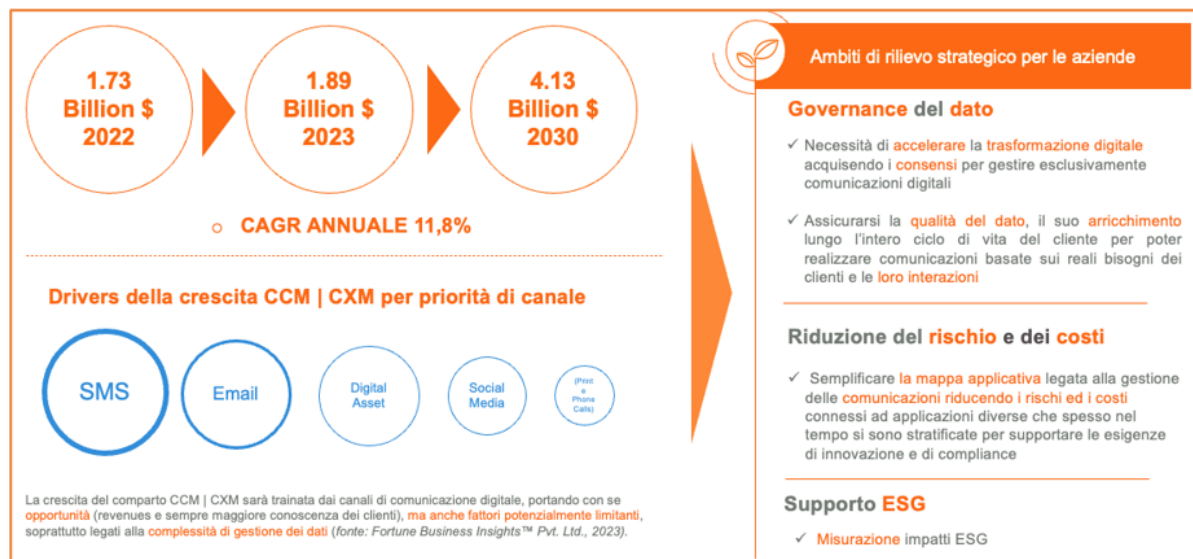 1.73
Billion $
2022
1.89
Billion $
2023
4.13
Billion $
2030
CAGR ANNUALE 11,8%
Drivers della crescita CCM | CXM per priorità di canale
SMS
Email
Digital
Asset
Social
Media
(Print
e
Phone
Calls)
La crescita del comparto CCM | CXM sarà trainata dai canali di comunicazione digitale, portando con se
opportunità (revenues e sempre maggiore conoscenza dei clienti), ma anche fattori potenzialmente limitanti,
soprattutto legati alla complessità di gestione dei dati (fonte: Fortune Business Insights™ Pvt. Ltd., 2023).
Ambiti di rilievo strategico per le aziende
Governance del dato
✓ Necessità di accelerare la trasformazione digitale
acquisendo i consensi per gestire esclusivamente
comunicazioni digitali
✓ Assicurarsi la qualità del dato, il suo arricchimento
lungo l'intero ciclo di vita del cliente per poter
realizzare comunicazioni basate sui reali bisogni dei
clienti e le loro interazioni
Riduzione del rischio e dei costi
✓ Semplificare la mappa applicativa legata alla gestione
delle comunicazioni riducendo i rischi ed i costi
connessi ad applicazioni diverse che spesso nel
tempo si sono stratificate per supportare le esigenze
di innovazione e di compliance
Supporto ESG
✓ Misurazione impatti ESG